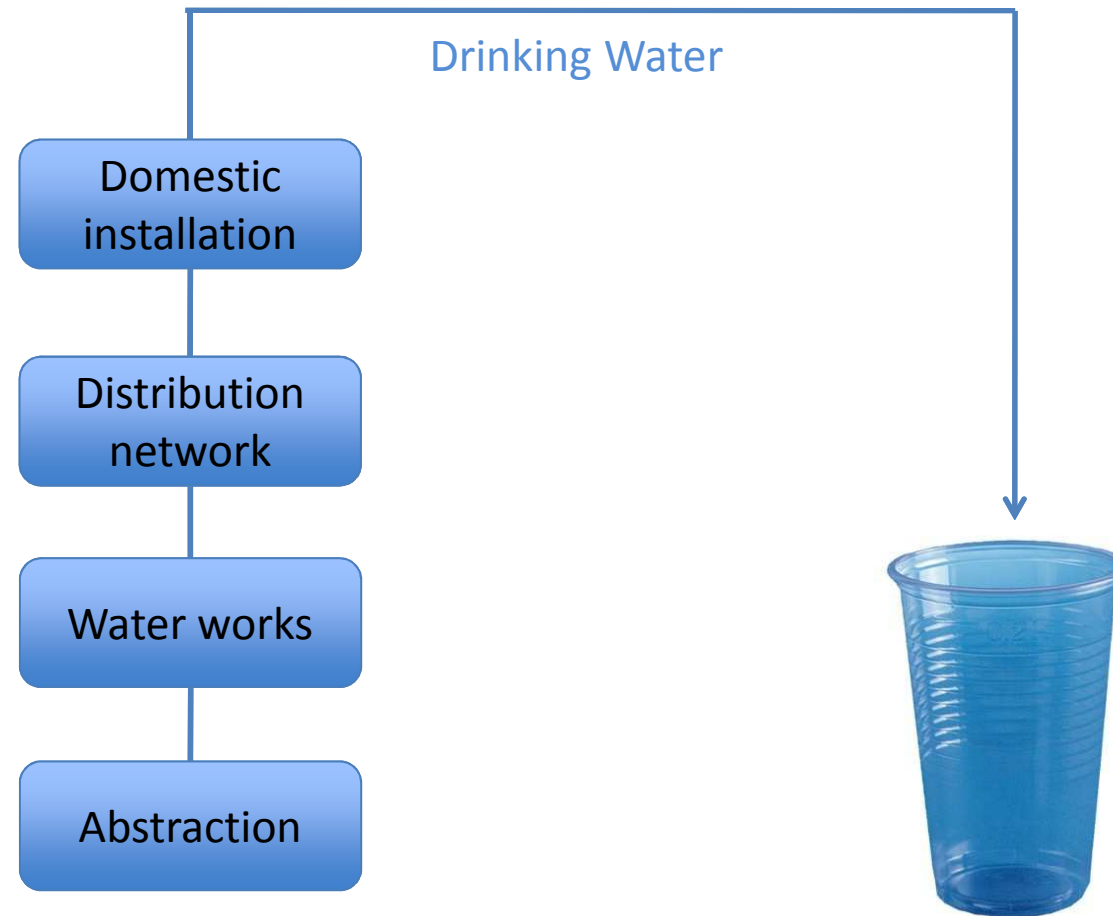 Drinking Water
Domestic
installation
Distribution
network
Water works
Abstraction